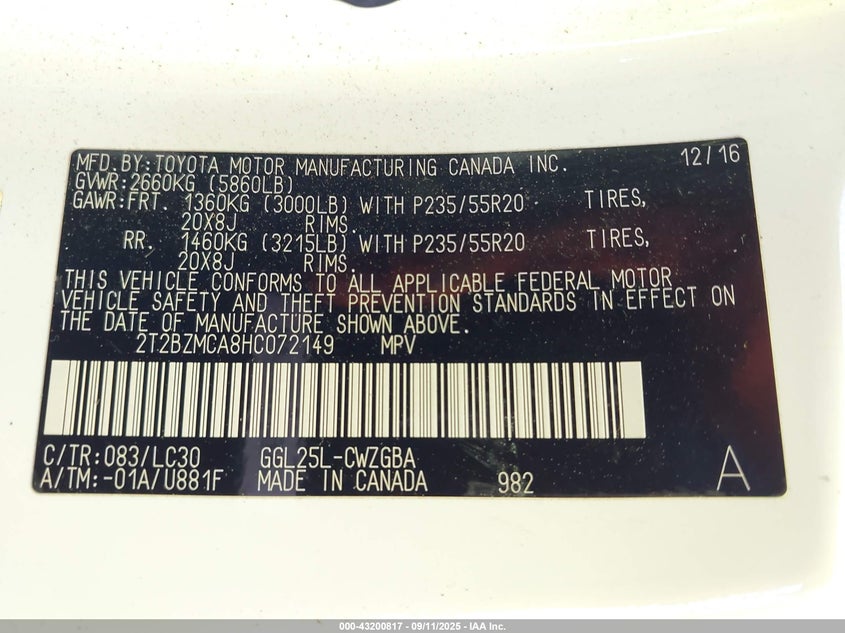 MFD.BY:TOYOTA MOTOR MANUFACTURING CANADA INC. 12/16
GVWR:2660KG (5860LB)
GAWR:FRT. 1360KG (3000LB) WITH P235/55R20 TIRES,
20X8J RIMS.
RR. 1460KG (3215LB) WITH P235/55R20 TIRES,
20X8J RIMS.
THIS VEHICLE CONFORMS TO ALL APPLICABLE FEDERAL MOTOR
VEHICLE SAFETY AND THEFT PREVENTION STANDARDS IN EFFECT ON
THE DATE OF MANUFACTURE SHOWN ABOVE.
2T2BZMCA8HC072149 MPV
C/TR:083/LC30 GGL25L-CWZGBA
A/TM:-01A/U881F MADE IN CANADA 982 A
000-43200817 - 09/11/2025 - IAA Inc.